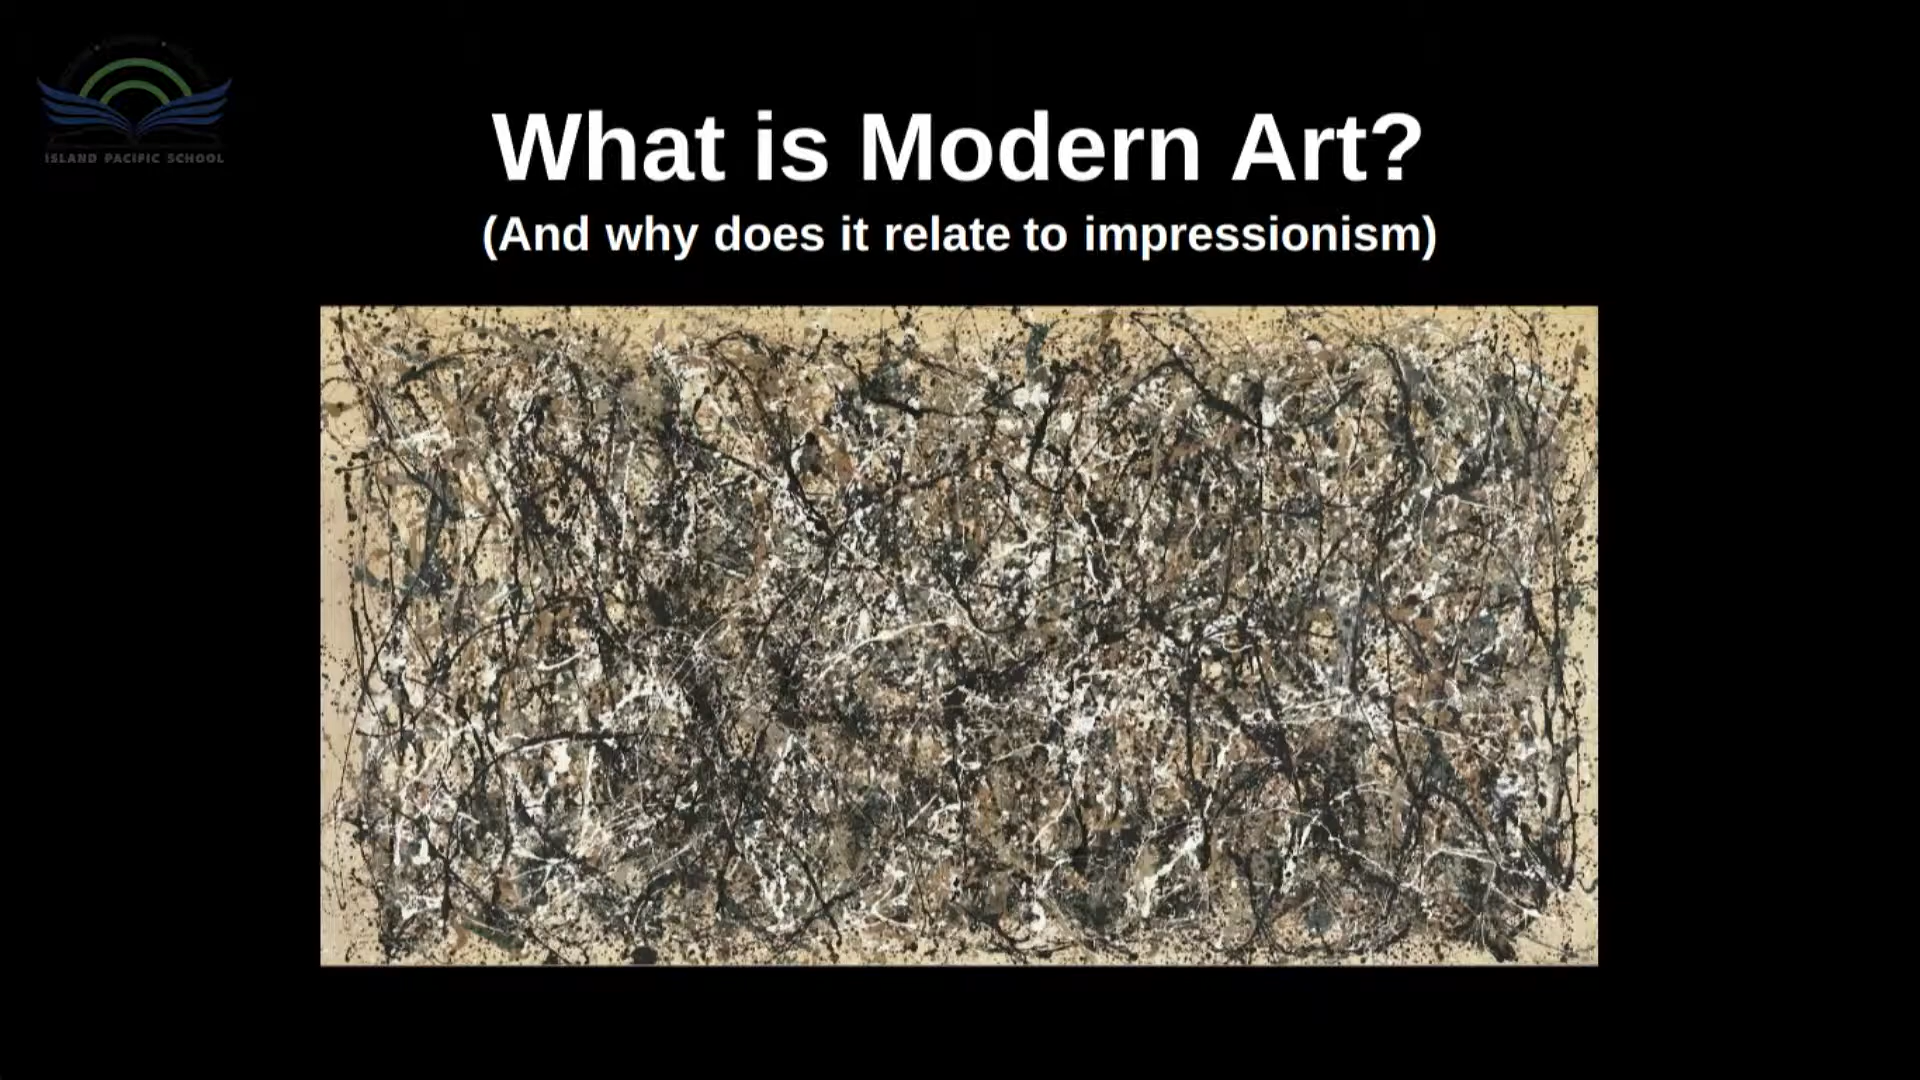 ISLAND PACIFIC SCHOOL
What is Modern Art?
(And why does it relate to impressionism)